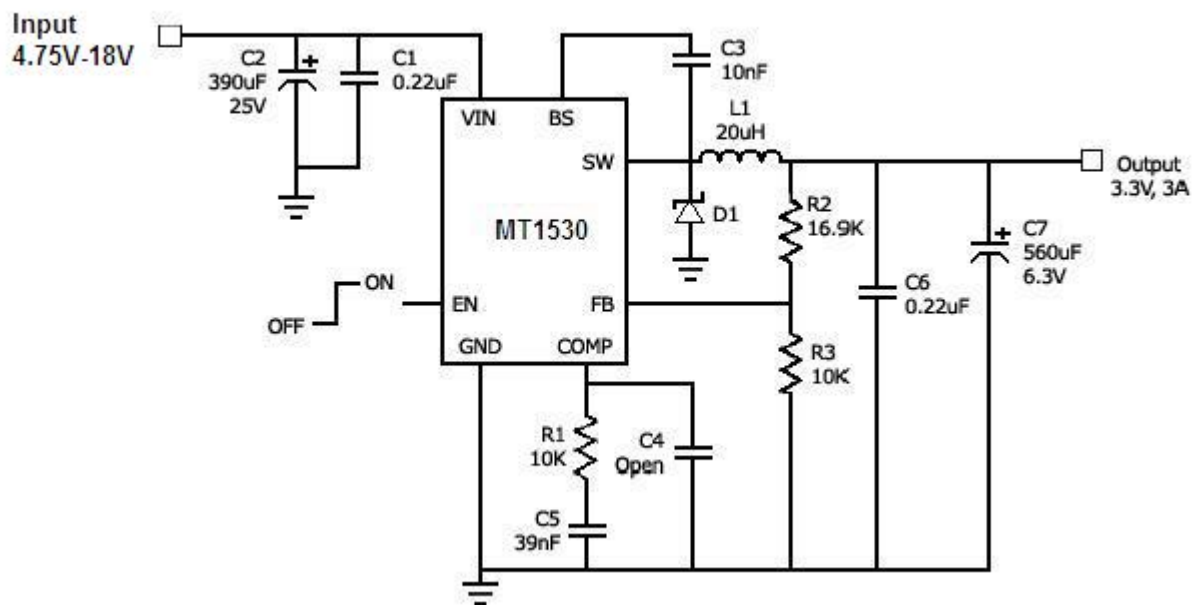 Input
4.75V-18V
C2
390uF
25V
C1
0.22uF
C3
10nF
VIN
BS
L1
20uH
SW
Output
3.3V, 3A
D1
R2
16.9K
MT1530
C7
560uF
6.3V
ON
OFF
EN
FB
C6
0.22uF
GND
COMP
R3
10K
R1
10K
C4
Open
C5
39nF